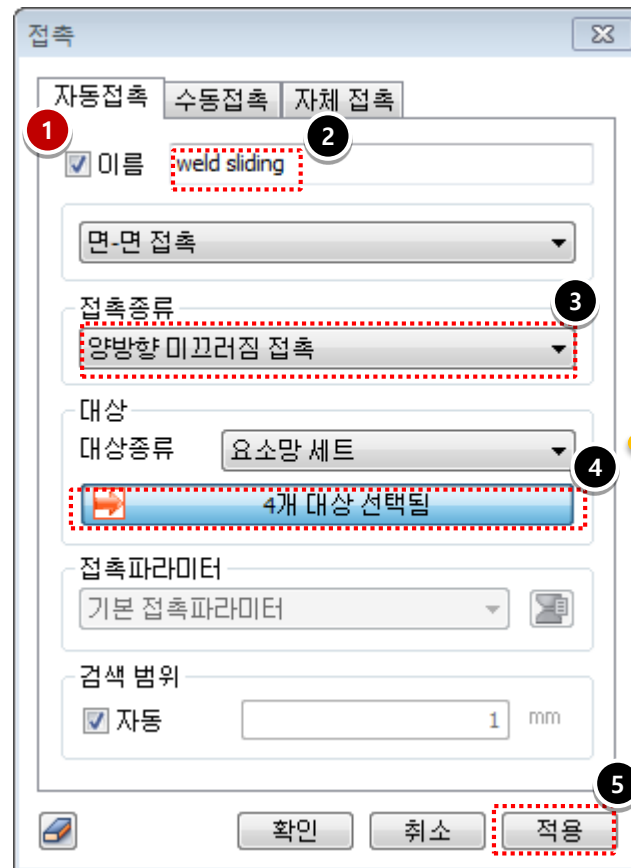 접촉
자동접촉 수동접촉 자체 접촉
1 2
이름 weld sliding
면-면 접촉
3
접촉종류
양방향 미끄러짐 접촉
대상
대상종류 요소망 세트
4
4개 대상 선택됨
접촉파라미터
기본 접촉파라미터
검색 범위
자동 1 mm
5
확인 취소 적용